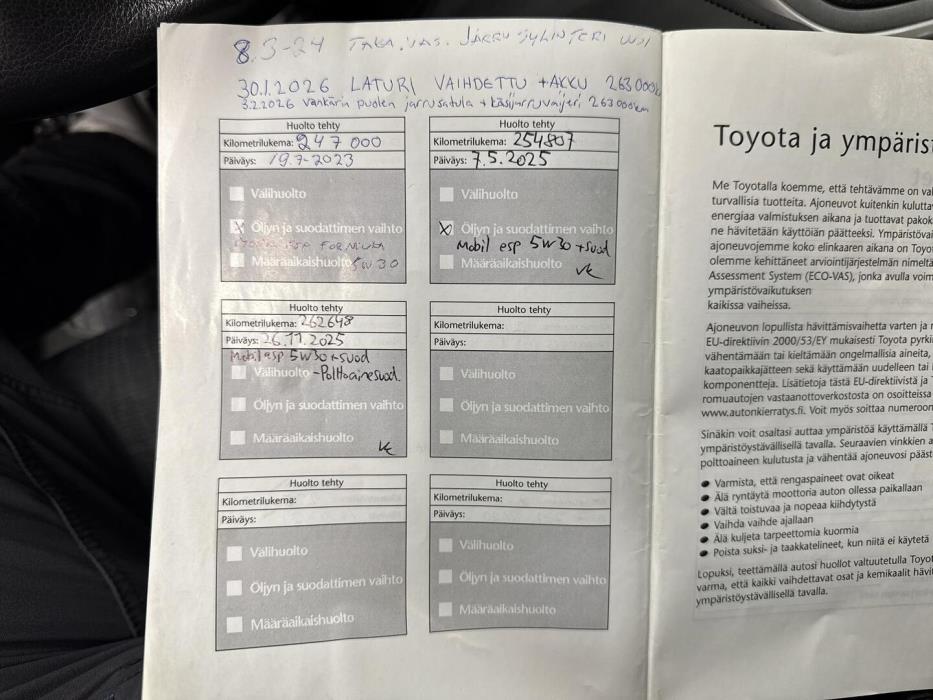 8.3-24 TAKA.VAS. JARRUSYLINTERI UUSI
30.1.2026 LATURI VAIHDETTU + AKKU 263000km
3.2.2026 vänkärin puolen jarrusatula + käsijarruvaijeri 263000km
Huolto tehty
Kilometrilukema: 247 000
Päiväys: 19.7-2023
Välihuolto
Öljyn ja suodattimen vaihto
ESP FORMULA
Määräaikaishuolto 5W30
Huolto tehty
Kilometrilukema: 254807
Päiväys: 7.5.2025
Välihuolto
Öljyn ja suodattimen vaihto
Mobil esp 5W30 +suod
Määräaikaishuolto
VK
Huolto tehty
Kilometrilukema: 262648
Päiväys: 26.11.2025
Mobil esp 5W30 +suod
Välihuolto -Polttoainesuod.
Öljyn ja suodattimen vaihto
Määräaikaishuolto
VK
Huolto tehty
Kilometrilukema:
Päiväys:
Välihuolto
Öljyn ja suodattimen vaihto
Määräaikaishuolto
Huolto tehty
Kilometrilukema:
Päiväys:
Välihuolto
Öljyn ja suodattimen vaihto
Määräaikaishuolto
Huolto tehty
Kilometrilukema:
Päiväys:
Välihuolto
Öljyn ja suodattimen vaihto
Määräaikaishuolto
Toyota ja ympäris
Me Toyotalla koemme, että tehtävämme on va
turvallisia tuotteita. Ajoneuvot kuitenkin kulutta
energiaa valmistuksen aikana ja tuottavat pakok
ne hävitetään käyttöiän päätteeksi. Ympäristövai
ajoneuvojemme koko elinkaaren aikana on Toyo
olemme kehittäneet arviointijärjestelmän nimelt
Assessment System (ECO-VAS), jonka avulla voim
ympäristövaikutuksen
kaikissa vaiheissa.
Ajoneuvon lopullista hävittämisvaihetta varten ja
EU-direktiivin 2000/53/EY mukaisesti Toyota pyrki
vähentämään tai kieltämään ongelmallisia aineita,
kaatopaikkajätteen sekä käyttämään uudelleen tai
komponentteja. Lisätietoja tästä EU-direktiivistä ja
romuautojen vastaanottoverkostosta on osoitteissa
www.autonkierratys.fi. Voit myös soittaa numeroon
Sinäkin voit osaltasi auttaa ympäristöä käyttämällä T
ympäristöystävällisellä tavalla. Seuraavien vinkkien a
polttoaineen kulutusta ja vähentää ajoneuvosi pääst
• Varmista, että rengaspaineet ovat oikeat
• Älä ryntäytä moottoria auton ollessa paikallaan
• Vältä toistuvaa ja nopeaa kiihdytystä
• Vaihda vaihde ajallaan
• Älä kuljeta tarpeettomia kuormia
• Poista suksi- ja taakkatelineet, kun niitä ei käytetä
Lopuksi, teettämällä autosi huollot valtuutetulla Toyot
varma, että kaikki vaihdettavat osat ja kemikaalit hävit
ympäristöystävällisellä tavalla.